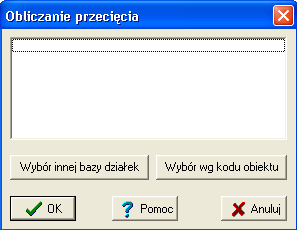 Obliczanie przecięcia
Wybór innej bazy działek
Wybór wg kodu obiektu
OK
Pomoc
Anuluj